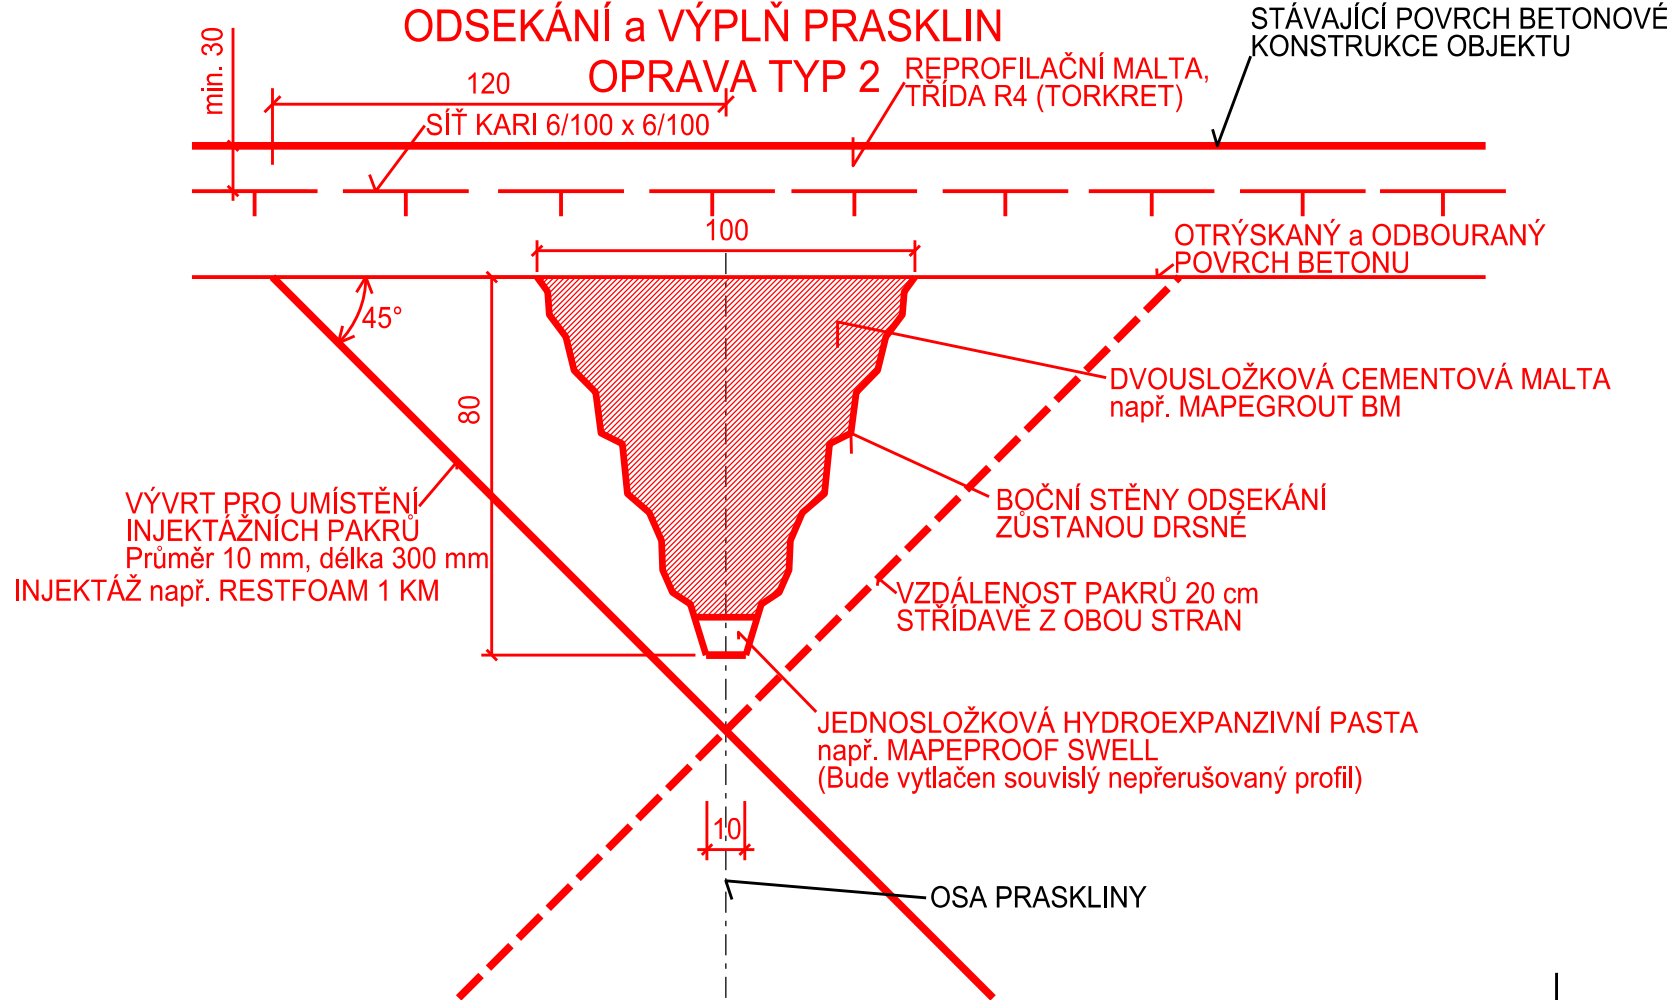 ODSEKÁNÍ a VÝPLŇ PRASKLIN
OPRAVA TYP 2
STÁVAJÍCÍ POVRCH BETONOVÉ
KONSTRUKCE OBJEKTU
min. 30
120
REPROFILAČNÍ MALTA,
TŘÍDA R4 (TORKRET)
SÍŤ KARI 6/100 x 6/100
100
OTRÝSKANÝ a ODBOURANÝ
POVRCH BETONU
45°
80
DVOUSLOŽKOVÁ CEMENTOVÁ MALTA
např. MAPEGROUT BM
VÝVRT PRO UMÍSTĚNÍ
INJEKTÁŽNÍCH PAKRŮ
Průměr 10 mm, délka 300 mm
INJEKTÁŽ např. RESTFOAM 1 KM
BOČNÍ STĚNY ODSEKÁNÍ
ZŮSTANOU DRSNÉ
VZDÁLENOST PAKRŮ 20 cm
STŘÍDAVĚ Z OBOU STRAN
JEDNOSLOŽKOVÁ HYDROEXPANZIVNÍ PASTA
např. MAPEPROOF SWELL
(Bude vytlačen souvislý nepřerušovaný profil)
10
OSA PRASKLINY